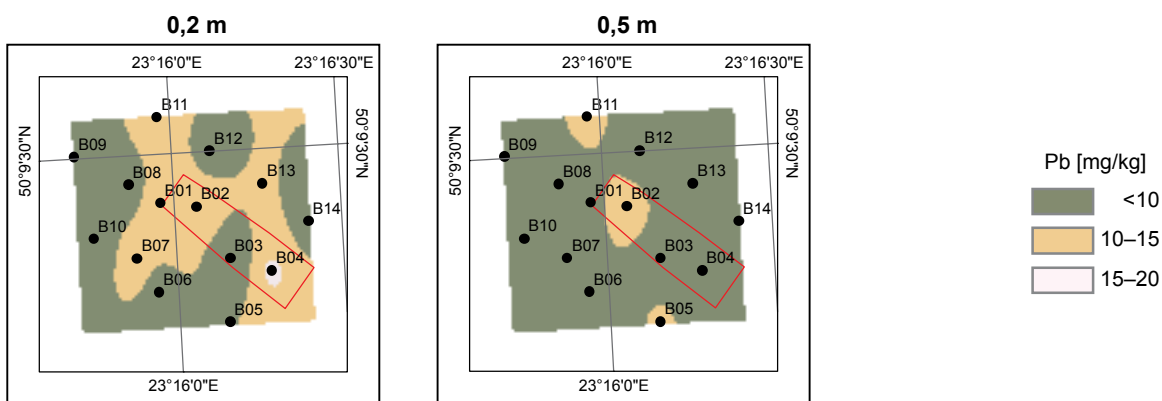 0,2 m
0,5 m
23°16'0"E
23°16'30"E
23°16'0"E
23°16'30"E
B11
B11
50°9'30"N
50°9'30"N
50°9'30"N
50°9'30"N
B09
B12
B09
B12
B08
B13
B08
B13
Pb [mg/kg]
B01
B02
B01
B02
<10
B14
B14
B10
B10
10–15
B07
B03
B07
B03
B04
B04
15–20
B06
B06
B05
B05
23°16'0"E
23°16'0"E